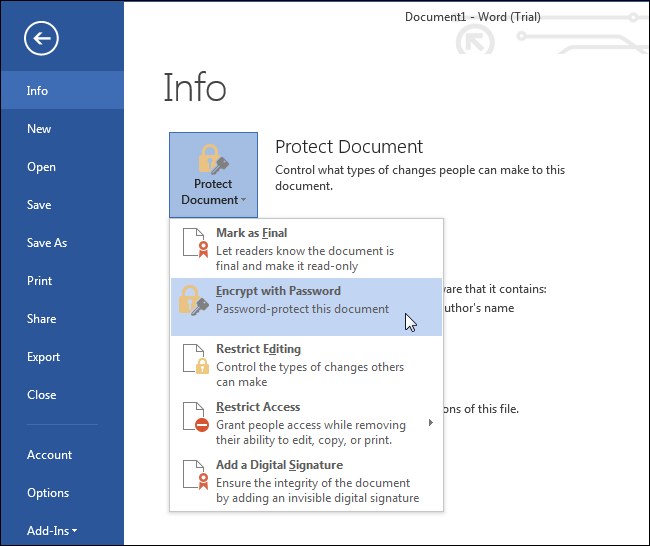 Document1 - Word (Trial)
Info
Info
New
Open
Save
Save As
Print
Share
Export
Close
Account
Options
Add-Ins
Protect
Document
Protect Document
Control what types of changes people can make to this
document.
Mark as Final
Let readers know the document is
final and make it read-only
Encrypt with Password
Password-protect this document
ware that it contains:
uthor's name
Restrict Editing
Control the types of changes others
can make
Restrict Access
Grant people access while removing
their ability to edit, copy, or print.
ons of this file.
Add a Digital Signature
Ensure the integrity of the document
by adding an invisible digital signature